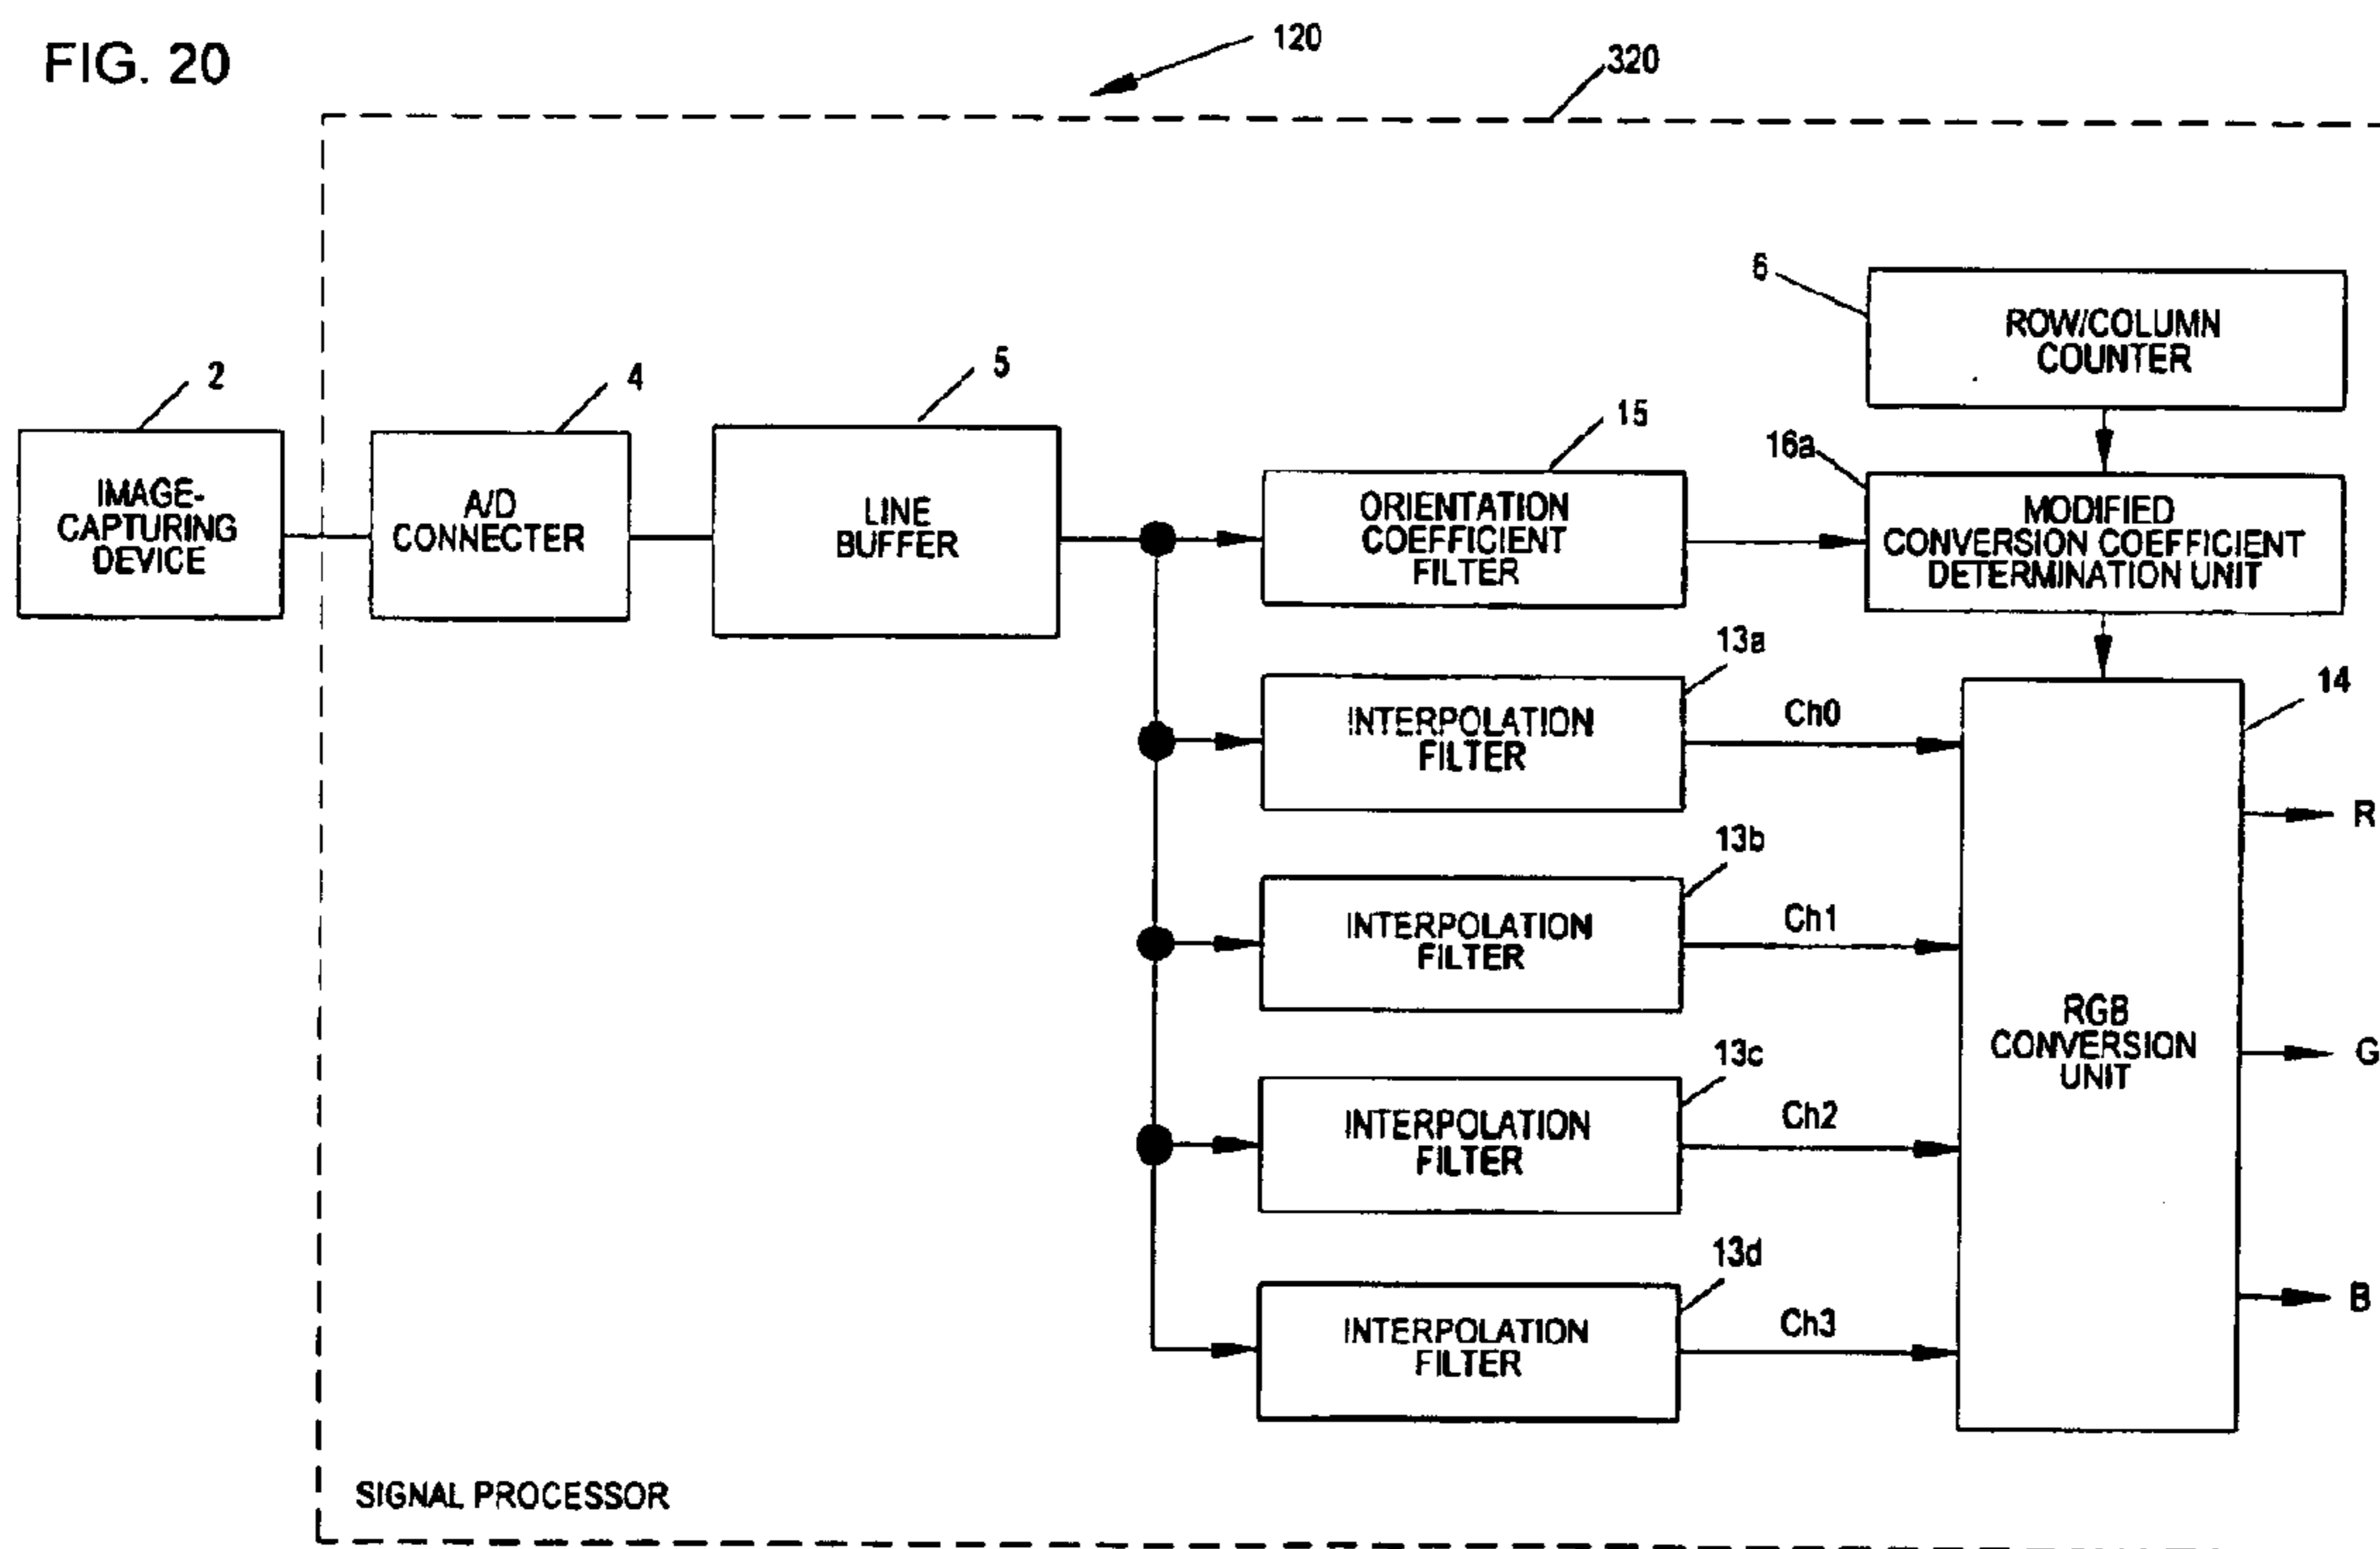 FIG. 20
120
320
6
ROW/COLUMN
COUNTER
2
4
5
15
16a
IMAGE-
CAPTURING
DEVICE
A/D
CONNECTER
LINE
BUFFER
ORIENTATION
COEFFICIENT
FILTER
MODIFIED
CONVERSION COEFFICIENT
DETERMINATION UNIT
13a
INTERPOLATION
FILTER
Ch0
14
R
13b
INTERPOLATION
FILTER
Ch1
RGB
CONVERSION
UNIT
G
13c
INTERPOLATION
FILTER
Ch2
13d
INTERPOLATION
FILTER
Ch3
B
SIGNAL PROCESSOR